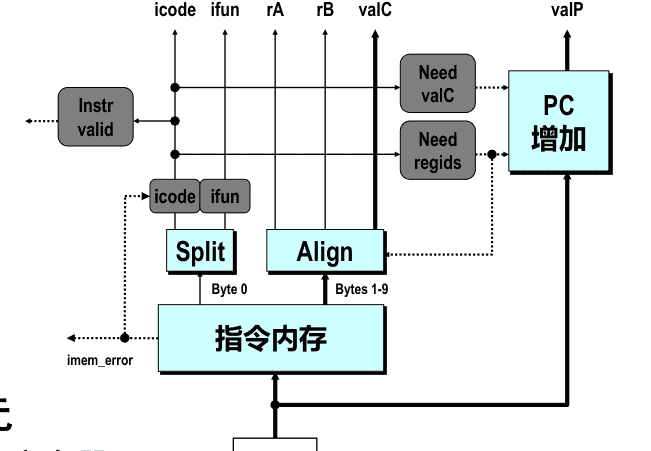 icode ifun rA rB valC valP
Need
valC
Instr
valid
PC
增加
Need
regids
icode ifun
Split
Align
Byte 0
Bytes 1-9
指令内存
imem_error
元